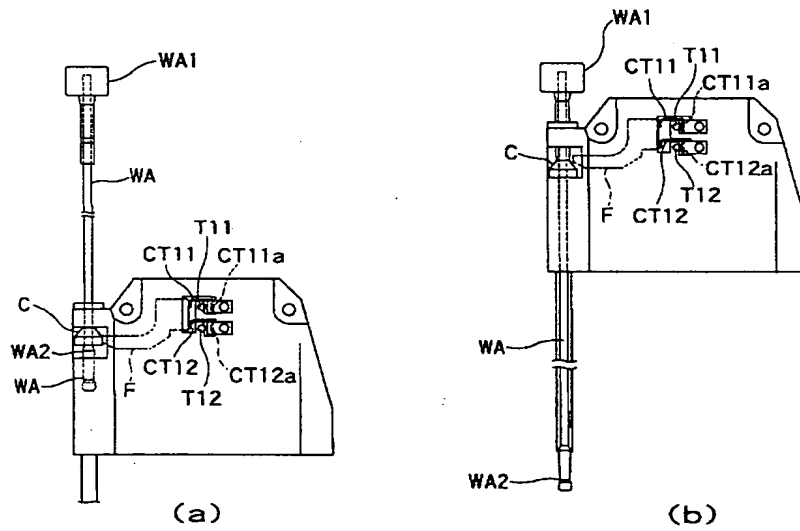 WA1
WA
T11
CT11
CT11a
C
WA2
WA
F
CT12
T12
CT12a
(a)
WA1
T11
CT11
CT11a
C
F
CT12
T12
CT12a
WA
WA2
(b)